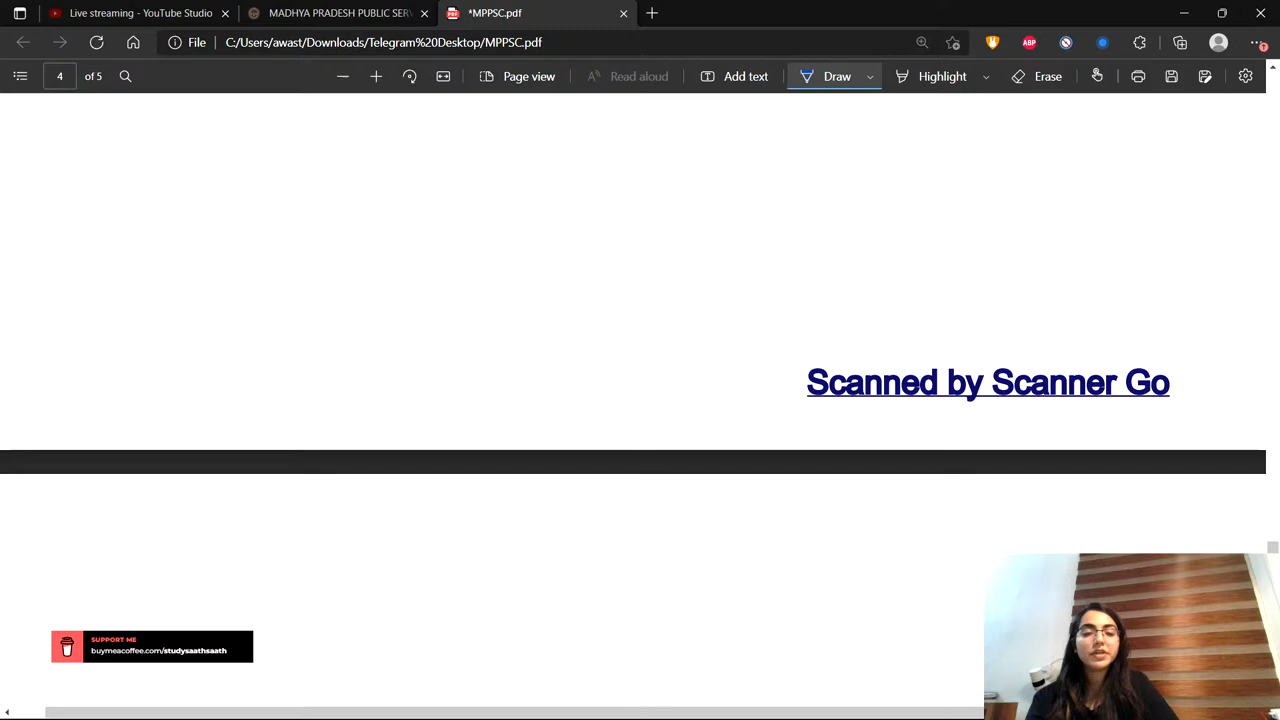 Live streaming - YouTube Studio
MADHYA PRADESH PUBLIC SERV
*MPPSC.pdf
File
C:/Users/awast/Downloads/Telegram%20Desktop/MPPSC.pdf
ABP
4 of 5
Page view
Read aloud
Add text
Draw
Highlight
Erase
Scanned by Scanner Go
SUPPORT ME
buymeacoffee.com/studysaathsaath